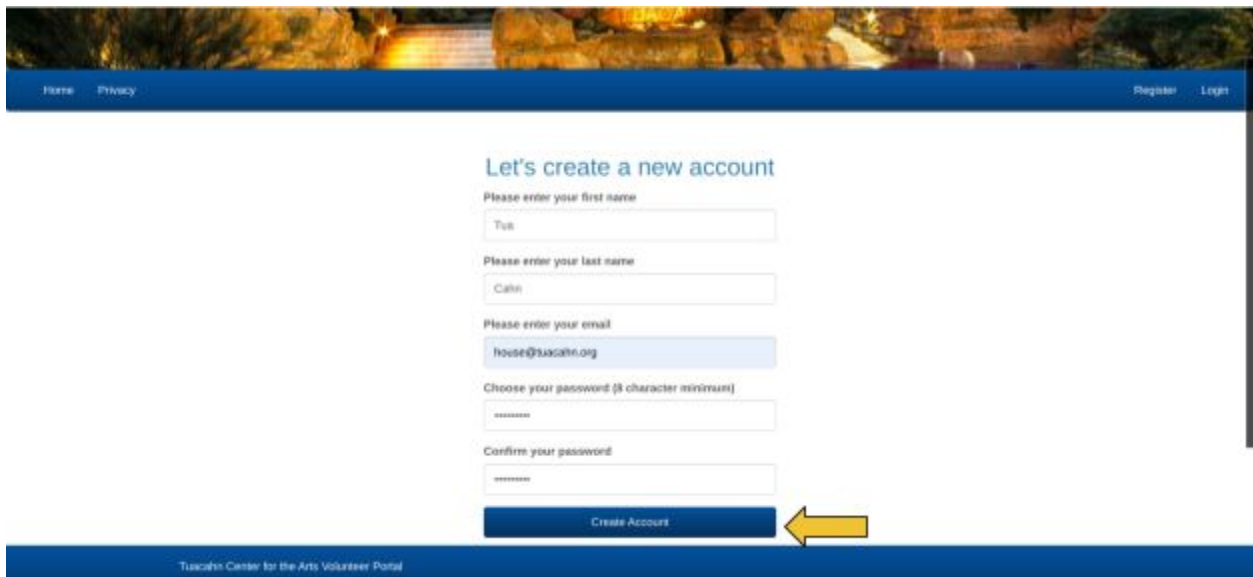 Home Privacy Register Login
Let's create a new account
Please enter your first name
Tua
Please enter your last name
Cahn
Please enter your email
house@tuacahn.org
Choose your password (8 character minimum)
Confirm your password
Create Account
Tuacahn Center for the Arts Volunteer Portal